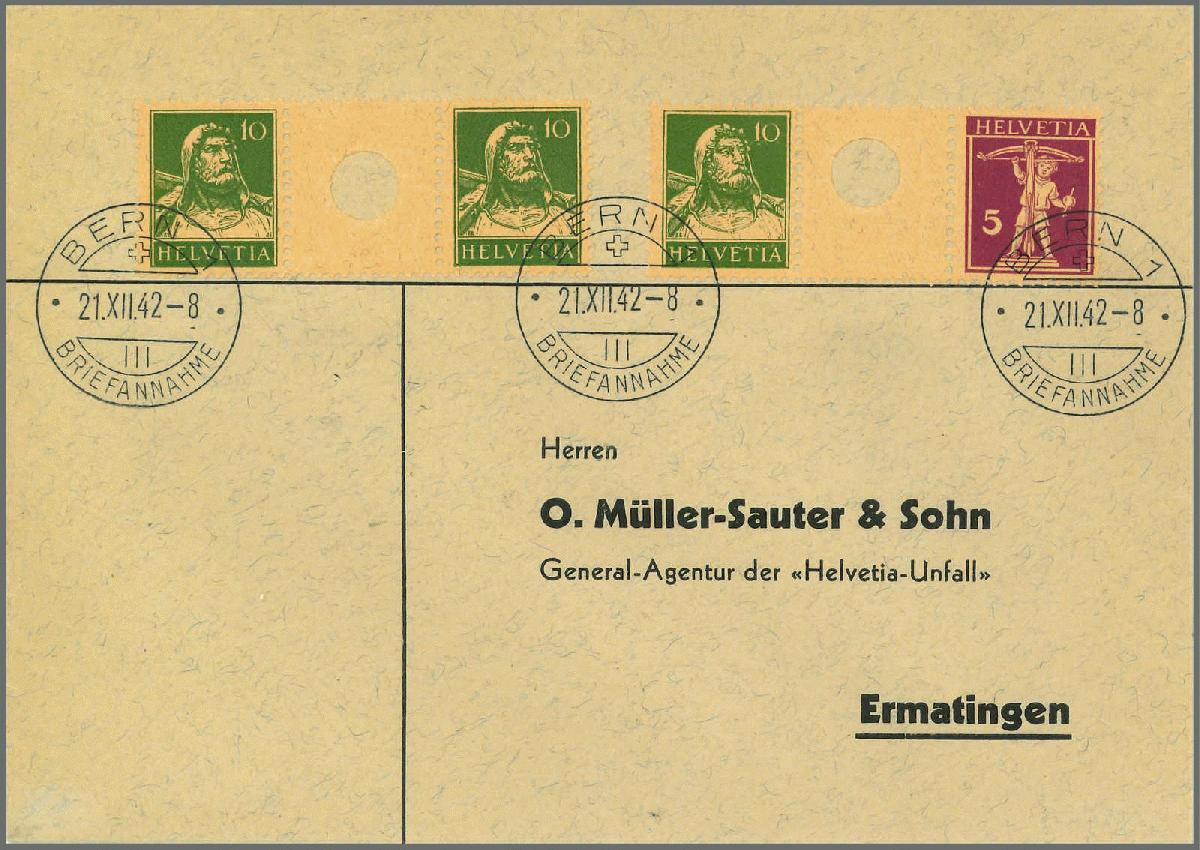 10
HELVETIA
10
HELVETIA
10
HELVETIA
HELVETIA
5
BERN 1
21.XII.42–8
III
BRIEFANNAHME
BERN 1
21.XII.42–8
III
BRIEFANNAHME
BERN 1
21.XII.42–8
III
BRIEFANNAHME
Herren
O. Müller-Sauter & Sohn
General-Agentur der «Helvetia-Unfall»
Ermatingen